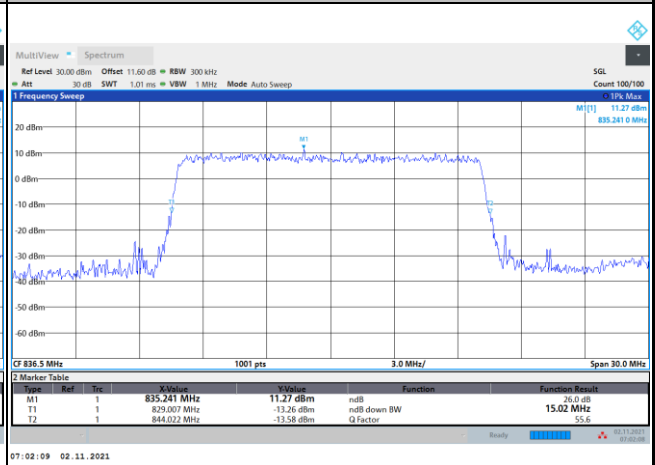 MultiView Spectrum
Ref Level 30.00 dBm Offset 11.60 dB RBW 300 kHz SGL
Att 30 dB SWT 1.01 ms VBW 1 MHz Mode Auto Sweep Count 100/100
1 Frequency Sweep 1Pk Max
M1[1] 11.27 dBm
835.241 0 MHz
20 dBm
M1
10 dBm
0 dBm
-10 dBm
T1 T2
-20 dBm
-30 dBm
-40 dBm
-50 dBm
-60 dBm
CF 836.5 MHz 1001 pts 3.0 MHz/ Span 30.0 MHz
2 Marker Table
Type Ref Trc X-Value Y-Value Function Function Result
M1 1 835.241 MHz 11.27 dBm ndB 26.0 dB
T1 1 829.007 MHz -13.26 dBm ndB down BW 15.02 MHz
T2 1 844.022 MHz -13.58 dBm Q Factor 55.6
Ready 02.11.2021
07:02:08
07:02:09 02.11.2021